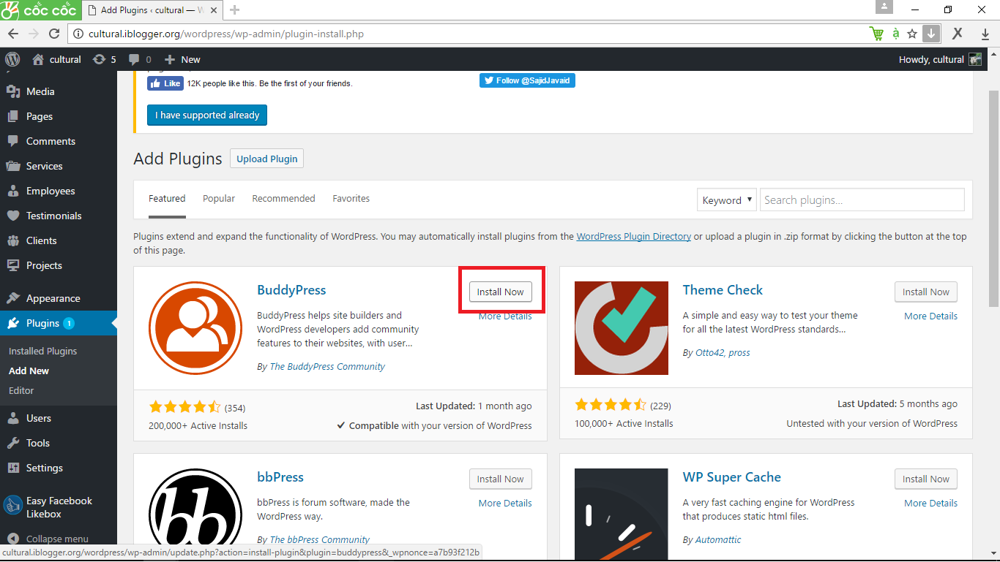 cốc cốc
Add Plugins ‹ cultural — W
cultural.iblogger.org/wordpress/wp-admin/plugin-install.php
cultural 5 0 New
Howdy, cultural
Like 12K people like this. Be the first of your friends.
Follow @SajidJavaid
I have supported already
Media
Pages
Comments
Services
Employees
Testimonials
Clients
Projects
Appearance
Plugins 1
Installed Plugins
Add New
Editor
Users
Tools
Settings
Easy Facebook
Likebox
Collapse menu
Add Plugins Upload Plugin
Featured Popular Recommended Favorites
Keyword Search plugins...
Plugins extend and expand the functionality of WordPress. You may automatically install plugins from the WordPress Plugin Directory or upload a plugin in .zip format by clicking the button at the top
of this page.
BuddyPress
Install Now
More Details
BuddyPress helps site builders and
WordPress developers add community
features to their websites, with user…
By The BuddyPress Community
(354)
200,000+ Active Installs
Last Updated: 1 month ago
Compatible with your version of WordPress
Theme Check
Install Now
More Details
A simple and easy way to test your theme
for all the latest WordPress standards…
By Otto42, pross
(229)
100,000+ Active Installs
Last Updated: 5 months ago
Untested with your version of WordPress
bbPress
Install Now
More Details
bbPress is forum software, made the
WordPress way.
By The bbPress Community
bb
WP Super Cache
Install Now
More Details
A very fast caching engine for WordPress
that produces static html files.
By Automattic
cultural.iblogger.org/wordpress/wp-admin/update.php?action=install-plugin&plugin=buddypress&_wpnonce=a7b93f212b